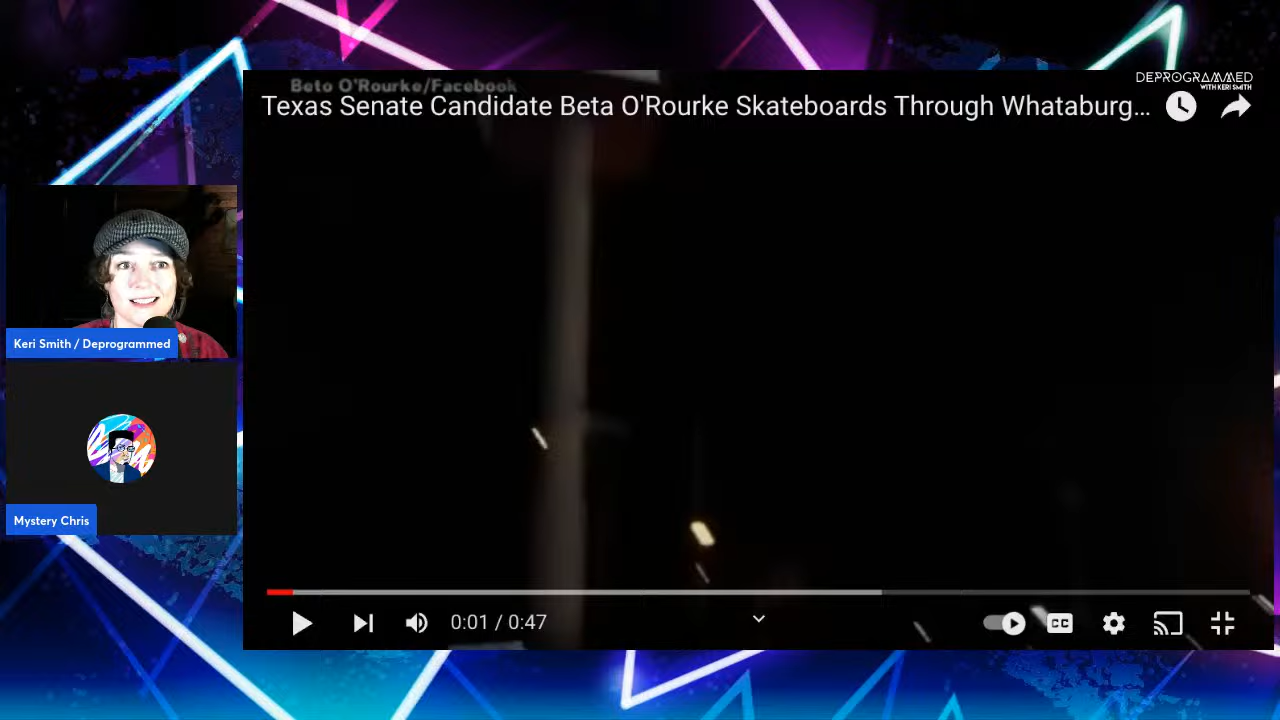 Beto O'Rourke/Facebook
DEPROGRAMMED
WITH KERI SMITH
Texas Senate Candidate Beta O'Rourke Skateboards Through Whataburg...
Keri Smith / Deprogrammed
Mystery Chris
0:01 / 0:47
CC